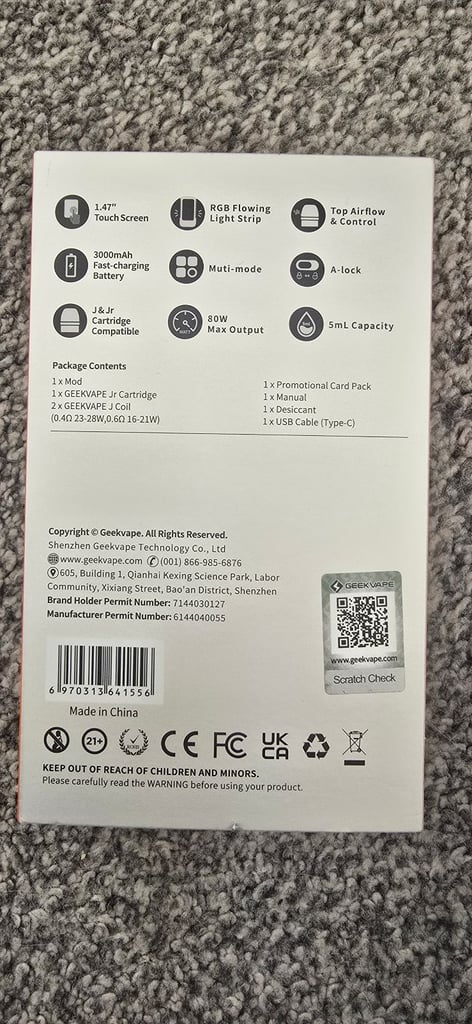 1.47"
Touch Screen
RGB Flowing
Light Strip
Top Airflow
& Control
3000mAh
Fast-charging
Battery
Muti-mode
A-lock
J & Jr
Cartridge
Compatible
80W
Max Output
5mL Capacity
Package Contents
1 x Mod
1 x GEEKVAPE Jr Cartridge
2 x GEEKVAPE J Coil
(0.4Ω 23-28W,0.6Ω 16-21W)
1 x Promotional Card Pack
1 x Manual
1 x Desiccant
1 x USB Cable (Type-C)
Copyright © Geekvape. All Rights Reserved.
Shenzhen Geekvape Technology Co., Ltd
www.geekvape.com (001) 866-985-6876
605, Building 1, Qianhai Kexing Science Park, Labor
Community, Xixiang Street, Bao'an District, Shenzhen
Brand Holder Permit Number: 7144030127
Manufacturer Permit Number: 6144040055
GEEKVAPE
www.geekvape.com
Scratch Check
6 970313 641556
Made in China
21+
CE FC UK
CA
KEEP OUT OF REACH OF CHILDREN AND MINORS.
Please carefully read the WARNING before using your product.